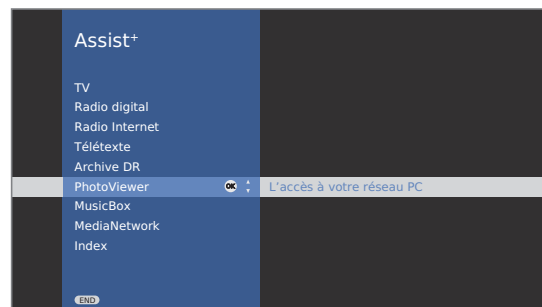 Assist+
TV
Radio digital
Radio Internet
Télétexte
Archive DR
PhotoViewer OK L'accès à votre réseau PC
MusicBox
MediaNetwork
Index
END